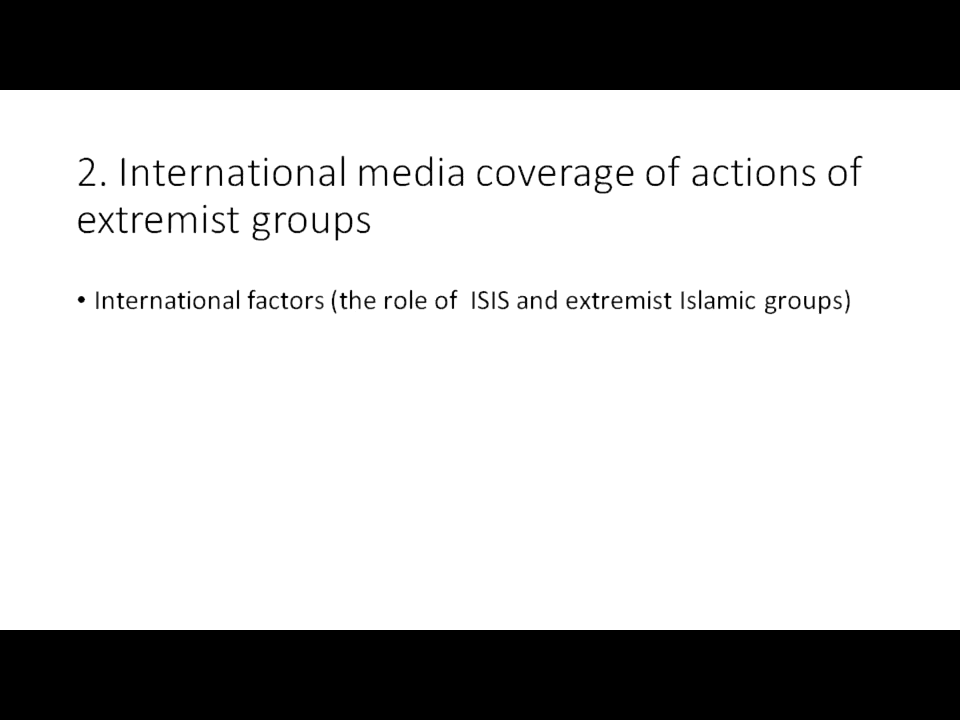 2. International media coverage of actions of
extremist groups
• International factors (the role of  ISIS and extremist Islamic groups)